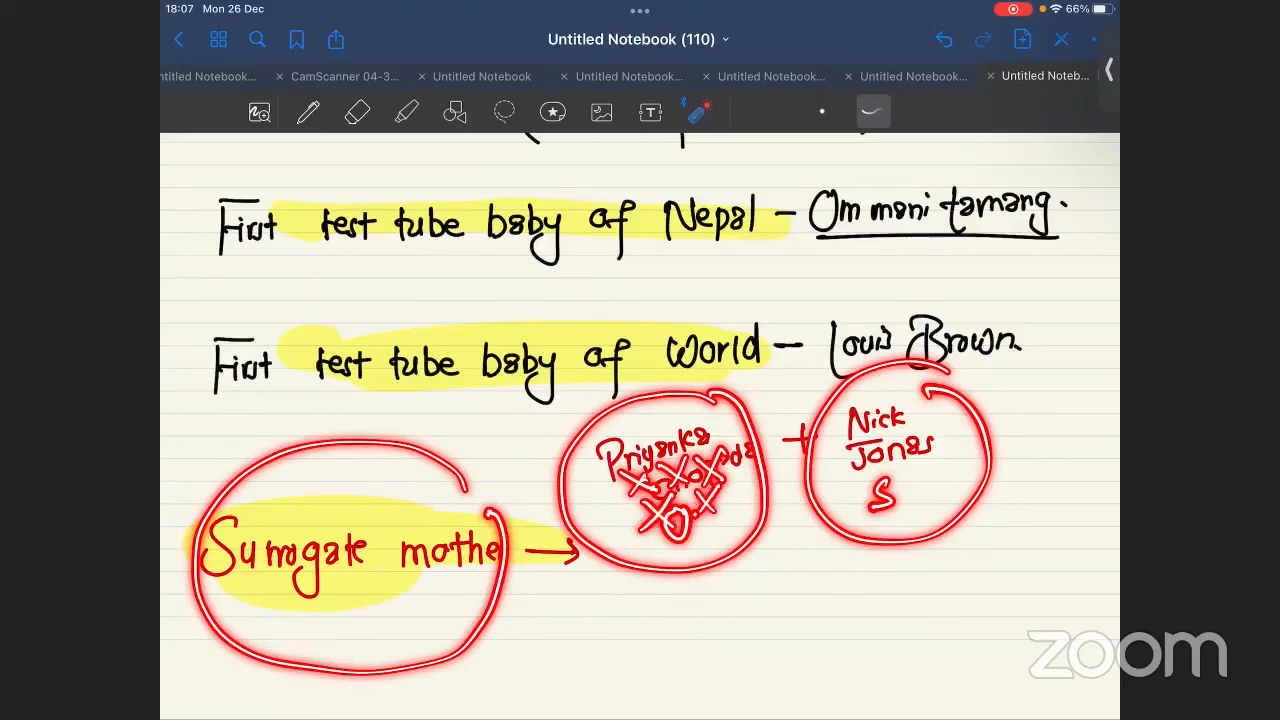 18:07 Mon 26 Dec
66%
Untitled Notebook (110)
ntitled Notebook...
CamScanner 04-3...
Untitled Notebook
Untitled Notebook...
Untitled Notebook...
Untitled Notebook...
Untitled Noteb...
First test tube baby of Nepal - Om mani tamang.
First test tube baby of World - Louis Brown
Priyanka + Nick
Jonas
S
Surrogate mothe →
zoom